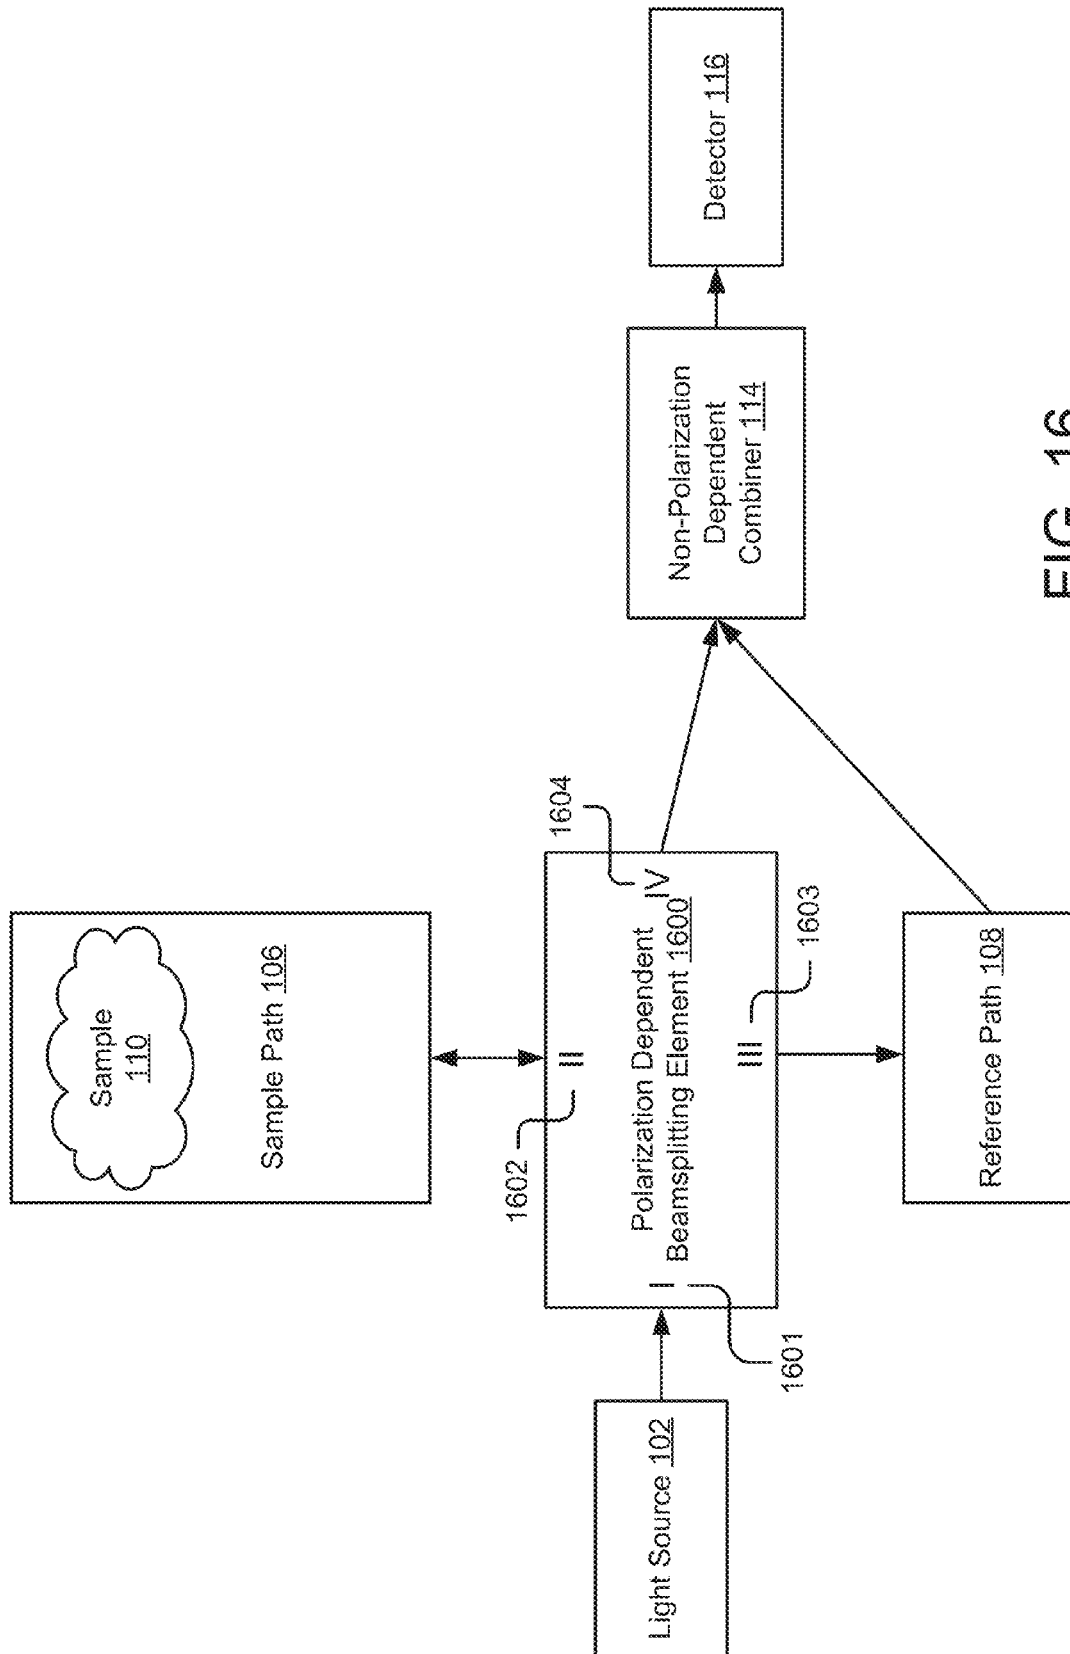 Sample
110
Sample Path 106
1602
II
1604
IV
Polarization Dependent
Beamsplitting Element 1600
I
III
1601
1603
Light Source 102
Reference Path 108
Non-Polarization
Dependent
Combiner 114
Detector 116
FIG. 16